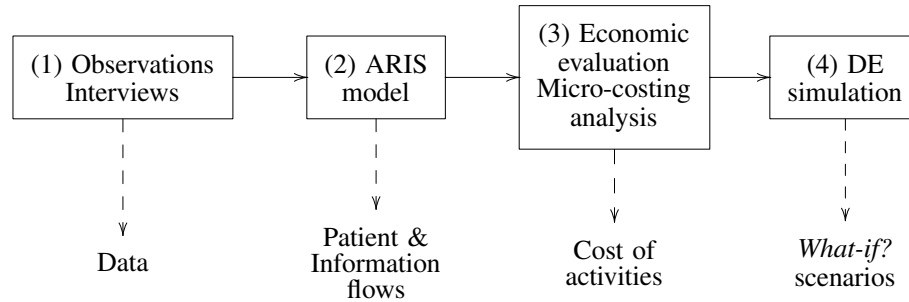 (1) Observations
Interviews
(2) ARIS
model
(3) Economic
evaluation
Micro-costing
analysis
(4) DE
simulation
Data
Patient &
Information
flows
Cost of
activities
What-if?
scenarios